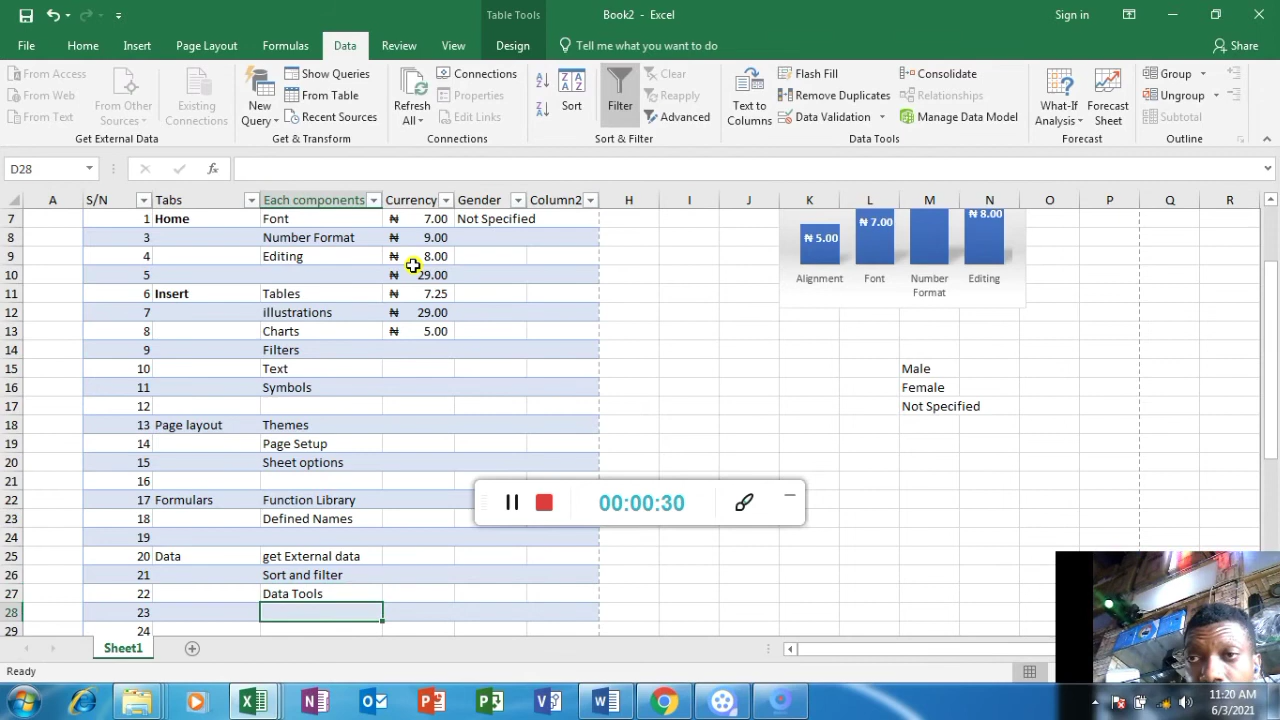 Table Tools
Book2 - Excel
Sign in
File
Home
Insert
Page Layout
Formulas
Data
Review
View
Design
Tell me what you want to do
Share
From Access
From Web
From Text
From Other Sources
Existing Connections
Get External Data
New Query
Show Queries
From Table
Recent Sources
Get & Transform
Refresh All
Connections
Properties
Edit Links
Connections
Sort
Filter
Clear
Reapply
Advanced
Sort & Filter
Text to Columns
Flash Fill
Remove Duplicates
Data Validation
Consolidate
Relationships
Manage Data Model
Data Tools
What-If Analysis
Forecast Sheet
Forecast
Group
Ungroup
Subtotal
Outline
D28
fx
A S/N Tabs Each components Currency Gender Column2 H I J K L M N O P Q R
7 1 Home Font ₦ 7.00 Not Specified
8 3 Number Format ₦ 9.00
9 4 Editing ₦ 8.00
10 5 ₦ 29.00
11 6 Insert Tables ₦ 7.25
12 7 illustrations ₦ 29.00
13 8 Charts ₦ 5.00
14 9 Filters
15 10 Text
16 11 Symbols
17 12
18 13 Page layout Themes
19 14 Page Setup
20 15 Sheet options
21 16
22 17 Formulars Function Library
23 18 Defined Names
24 19
25 20 Data get External data
26 21 Sort and filter
27 22 Data Tools
28 23
29 24
₦5.00
₦7.00
₦8.00
Alignment
Font
Number Format
Editing
Male
Female
Not Specified
00:00:30
Sheet1
Ready
11:20 AM
6/3/2021